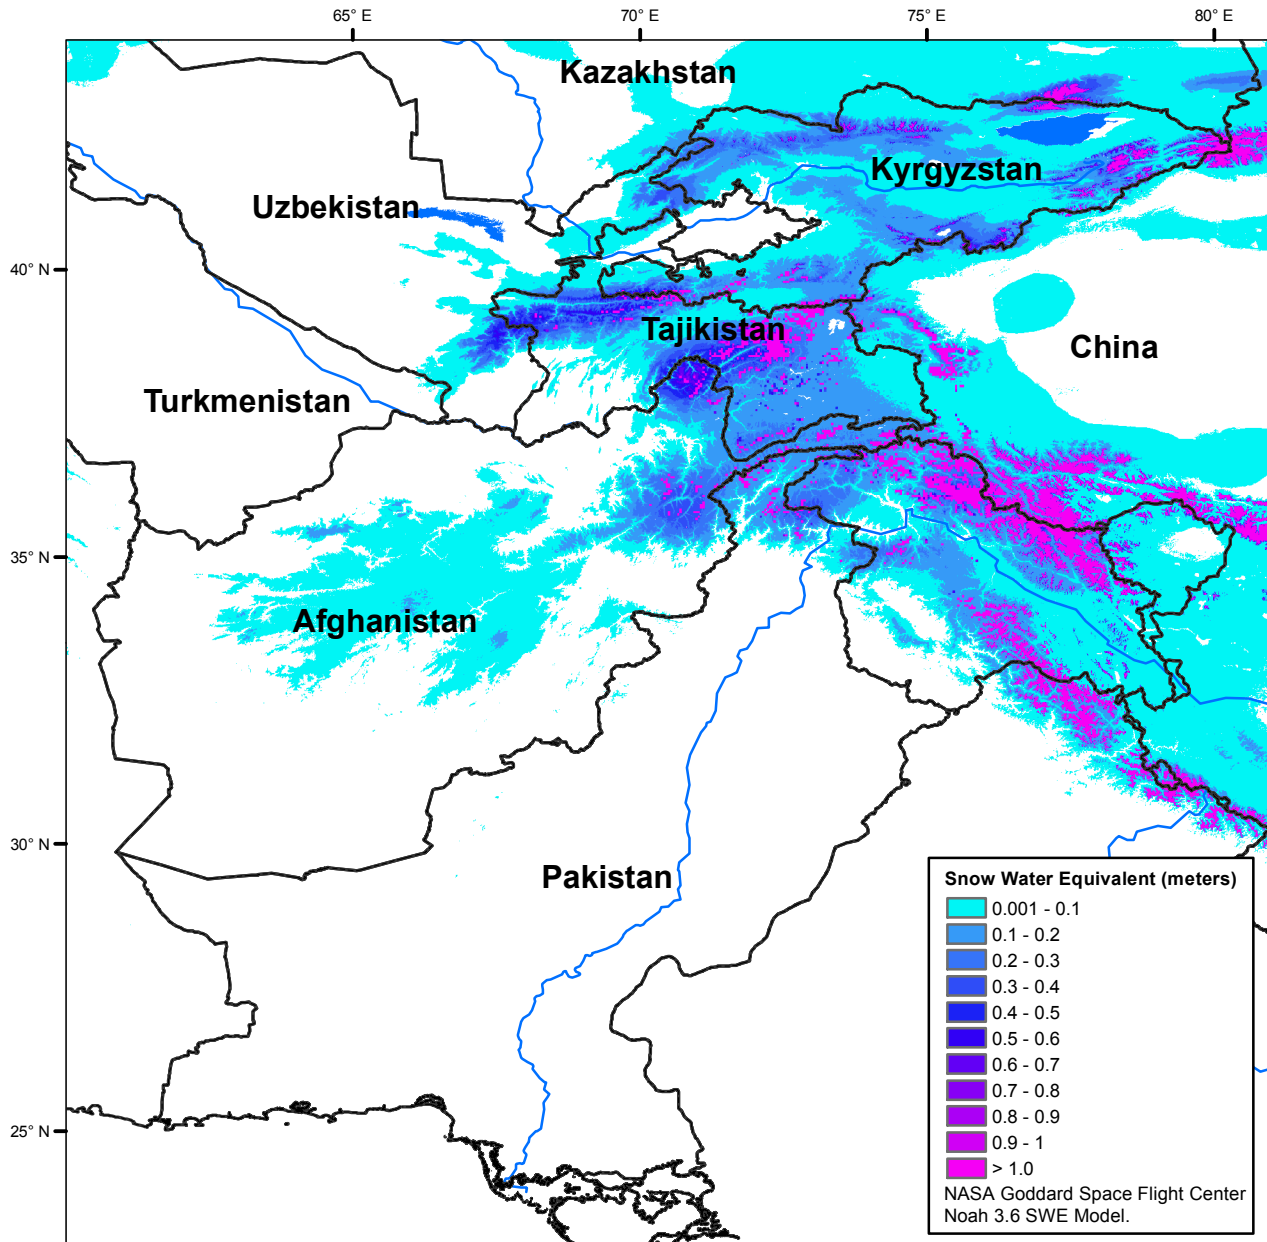 65° E
70° E
75° E
80° E
Kazakhstan
Kyrgyzstan
Uzbekistan
40° N
Tajikistan
China
Turkmenistan
35° N
Afghanistan
30° N
Pakistan
25° N
Snow Water Equivalent (meters)
0.001 - 0.1
0.1 - 0.2
0.2 - 0.3
0.3 - 0.4
0.4 - 0.5
0.5 - 0.6
0.6 - 0.7
0.7 - 0.8
0.8 - 0.9
0.9 - 1
> 1.0
NASA Goddard Space Flight Center
Noah 3.6 SWE Model.